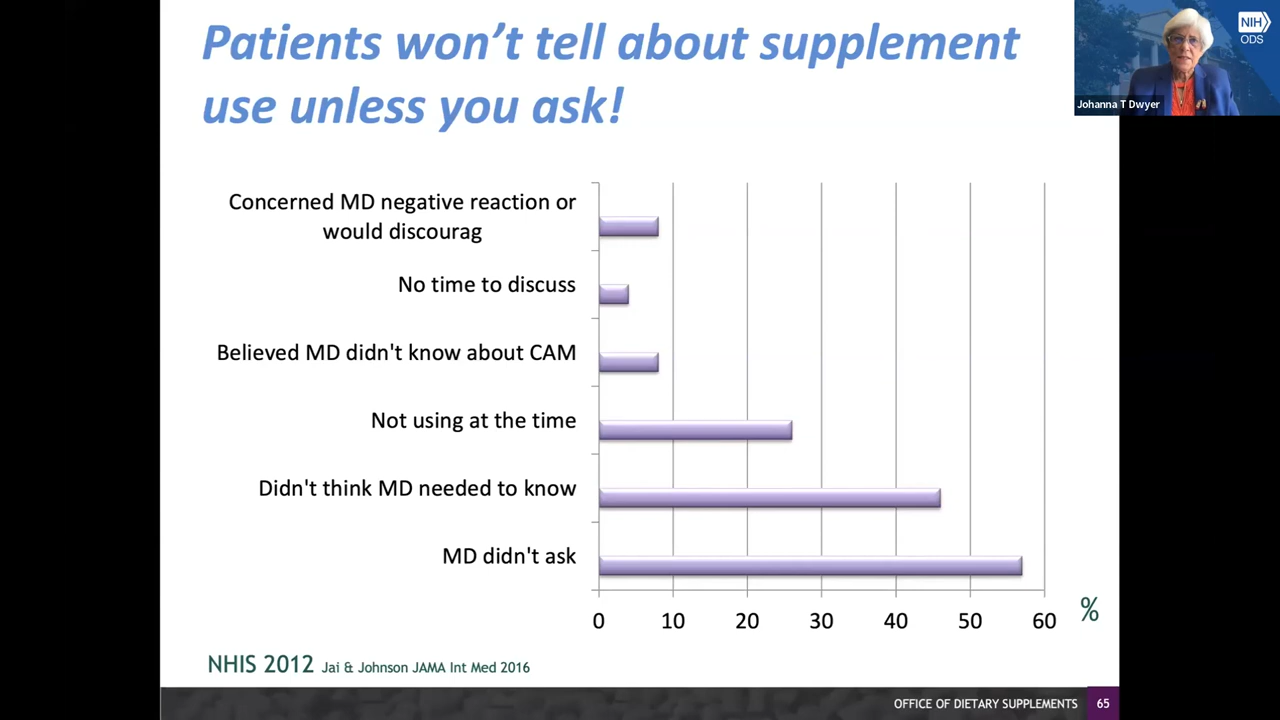 Patients won't tell about supplement
use unless you ask!
NIH
ODS
Johanna T Dwyer
Concerned MD negative reaction or
would discourag
No time to discuss
Believed MD didn't know about CAM
Not using at the time
Didn't think MD needed to know
MD didn't ask
0 10 20 30 40 50 60 %
NHIS 2012 Jai & Johnson JAMA Int Med 2016
OFFICE OF DIETARY SUPPLEMENTS 65